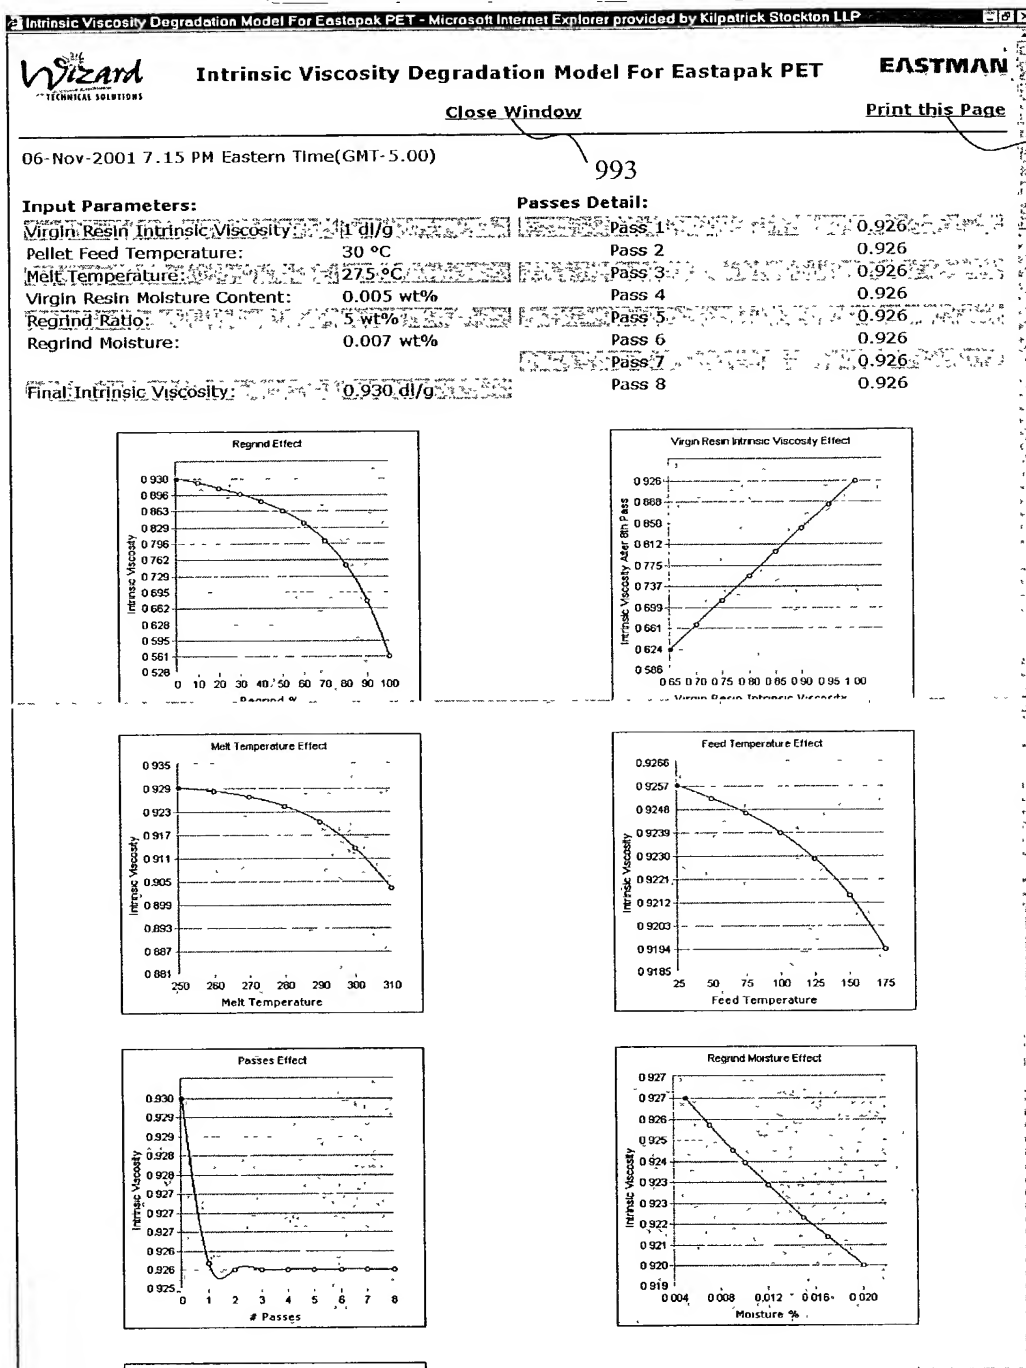 Intrinsic Viscosity Degradation Model For Eastapak PET - Microsoft Internet Explorer provided by Kilpatrick Stockton LLP
Wizard
TECHNICAL SOLUTIONS
Intrinsic Viscosity Degradation Model For Eastapak PET
EASTMAN
Close Window
Print this Page
06-Nov-2001 7.15 PM Eastern Time(GMT-5.00)
993
Input Parameters:
Virgin Resin Intrinsic Viscosity: 1 dl/g
Pellet Feed Temperature: 30 °C
Melt Temperature: 275 °C
Virgin Resin Moisture Content: 0.005 wt%
Regrind Ratio: 5 wt%
Regrind Moisture: 0.007 wt%
Final Intrinsic Viscosity: 0.930 dl/g
Passes Detail:
Pass 1 0.926
Pass 2 0.926
Pass 3 0.926
Pass 4 0.926
Pass 5 0.926
Pass 6 0.926
Pass 7 0.926
Pass 8 0.926
Regrind Effect
Intrinsic Viscosity
0 930
0 896
0 863
0 829
0 796
0 762
0 729
0 695
0 662
0 628
0 595
0 561
0 528
0 10 20 30 40 50 60 70 80 90 100
Regrind %
Virgin Resin Intrinsic Viscosity Effect
Intrinsic Viscosity After 8th Pass
0 926
0 888
0 850
0 812
0 775
0 737
0 699
0 661
0 624
0 586
0 65 0 70 0 75 0 80 0 85 0 90 0 95 1 00
Virgin Resin Intrinsic Viscosity
Melt Temperature Effect
Intrinsic Viscosity
0 935
0 929
0 923
0 917
0 911
0 905
0 899
0 893
0 887
0 881
250 260 270 280 290 300 310
Melt Temperature
Feed Temperature Effect
Intrinsic Viscosity
0 9266
0 9257
0 9248
0 9239
0 9230
0 9221
0 9212
0 9203
0 9194
0 9185
25 50 75 100 125 150 175
Feed Temperature
Passes Effect
Intrinsic Viscosity
0 930
0 929
0 929
0 928
0 928
0 927
0 927
0 927
0 926
0 926
0 925
0 1 2 3 4 5 6 7 8
# Passes
Regrind Moisture Effect
Intrinsic Viscosity
0 927
0 927
0 926
0 925
0 924
0 923
0 923
0 922
0 921
0 920
0 919
0 004 0 008 0 012 0 016 0 020
Moisture %